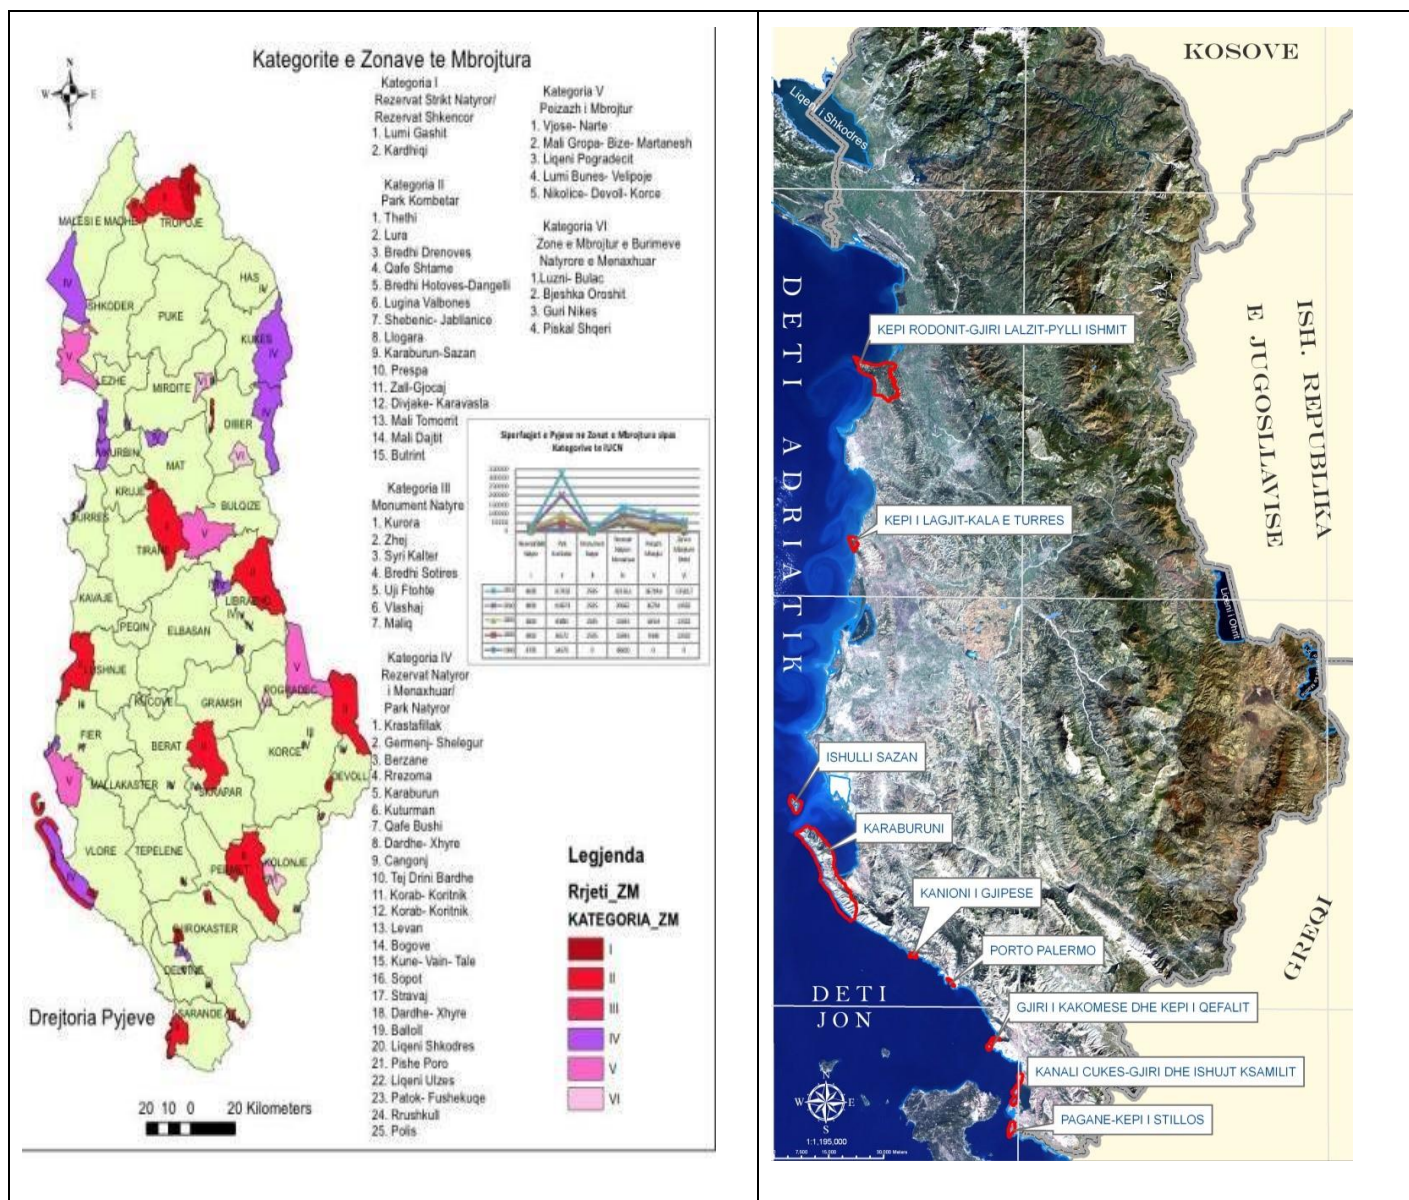 Kategorite e Zonave te Mbrojtura
N
W E
S
Kategoria I
Rezervat Strikt Natyror/
Rezervat Shkencor
1. Lumi Gashit
2. Kardhiqi
Kategoria II
Park Kombetar
1. Thethi
2. Lura
3. Bredhi Drenoves
4. Qafe Shtame
5. Bredhi Hotoves-Dangelli
6. Lugina Valbones
7. Shebenic- Jabllanice
8. Llogara
9. Karaburun-Sazan
10. Prespa
11. Zall-Gjocaj
12. Divjake- Karavasta
13. Mali Tomorrit
14. Mali Dajtit
15. Butrint
Kategoria III
Monument Natyre
1. Kurora
2. Zhej
3. Syri Kalter
4. Bredhi Sotires
5. Uji Ftohte
6. Vlashaj
7. Maliq
Kategoria IV
Rezervat Natyror
i Menaxhuar/
Park Natyror
1. Krastafillak
2. Germenj- Shelegur
3. Berzane
4. Rrezoma
5. Karaburun
6. Kuturman
7. Qafe Bushi
8. Dardhe- Xhyre
9. Cangonj
10. Tej Drini Bardhe
11. Korab- Koritnik
12. Korab- Koritnik
13. Levan
14. Bogove
15. Kune- Vain- Tale
16. Sopot
17. Stravaj
18. Dardhe- Xhyre
19. Balloll
20. Liqeni Shkodres
21. Pishe Poro
22. Liqeni Ulzes
23. Patok- Fushekuqe
24. Rrushkull
25. Polis
Kategoria V
Peizazh i Mbrojtur
1. Vjose- Narte
2. Mali Gropa- Bize- Martanesh
3. Liqeni Pogradecit
4. Lumi Bunes- Velipoje
5. Nikolice- Devoll- Korce
Kategoria VI
Zone e Mbrojtur e Burimeve
Natyrore e Menaxhuar
1.Luzni- Bulac
2. Bjeshka Oroshit
3. Guri Nikes
4. Piskal Shqeri
Siperfaqjet e Pyjeve ne Zonat e Mbrojtura sipas
Kategorive te IUCN
MALESI E MADHE
TROPOJE
HAS
SHKODER
PUKE
KUKES
LEZHE
MIRDITE
DIBER
KURBIN
MAT
KRUJE
BULQIZE
DURRES
TIRANE
KAVAJE
LIBRAZHD
PEQIN
ELBASAN
LUSHNJE
POGRADEC
KUCOVE
GRAMSH
FIER
BERAT
KORCE
MALLAKASTER
SKRAPAR
DEVOLL
VLORE
TEPELENE
PERMET
KOLONJE
GJIROKASTER
DELVINE
SARANDE
Drejtoria Pyjeve
20 10 0 20 Kilometers
Legjenda
Rrjeti_ZM
KATEGORIA_ZM
I
II
III
IV
V
VI
KOSOVE
Liqeni i Shkodres
DETI ADRIATIK
ISH. REPUBLIKA
E JUGOSLLAVISE
KEPI RODONIT-GJIRI LALZIT-PYLLI ISHMIT
KEPI I LAGJIT-KALA E TURRES
Liqeni i Ohrit
ISHULLI SAZAN
KARABURUNI
KANIONI I GJIPESE
PORTO PALERMO
GREQI
DETI
JON
GJIRI I KAKOMESE DHE KEPI I QEFALIT
KANALI CUKES-GJIRI DHE ISHUJT KSAMILIT
PAGANE-KEPI I STILLOS
N
W E
S
1:1,195,000